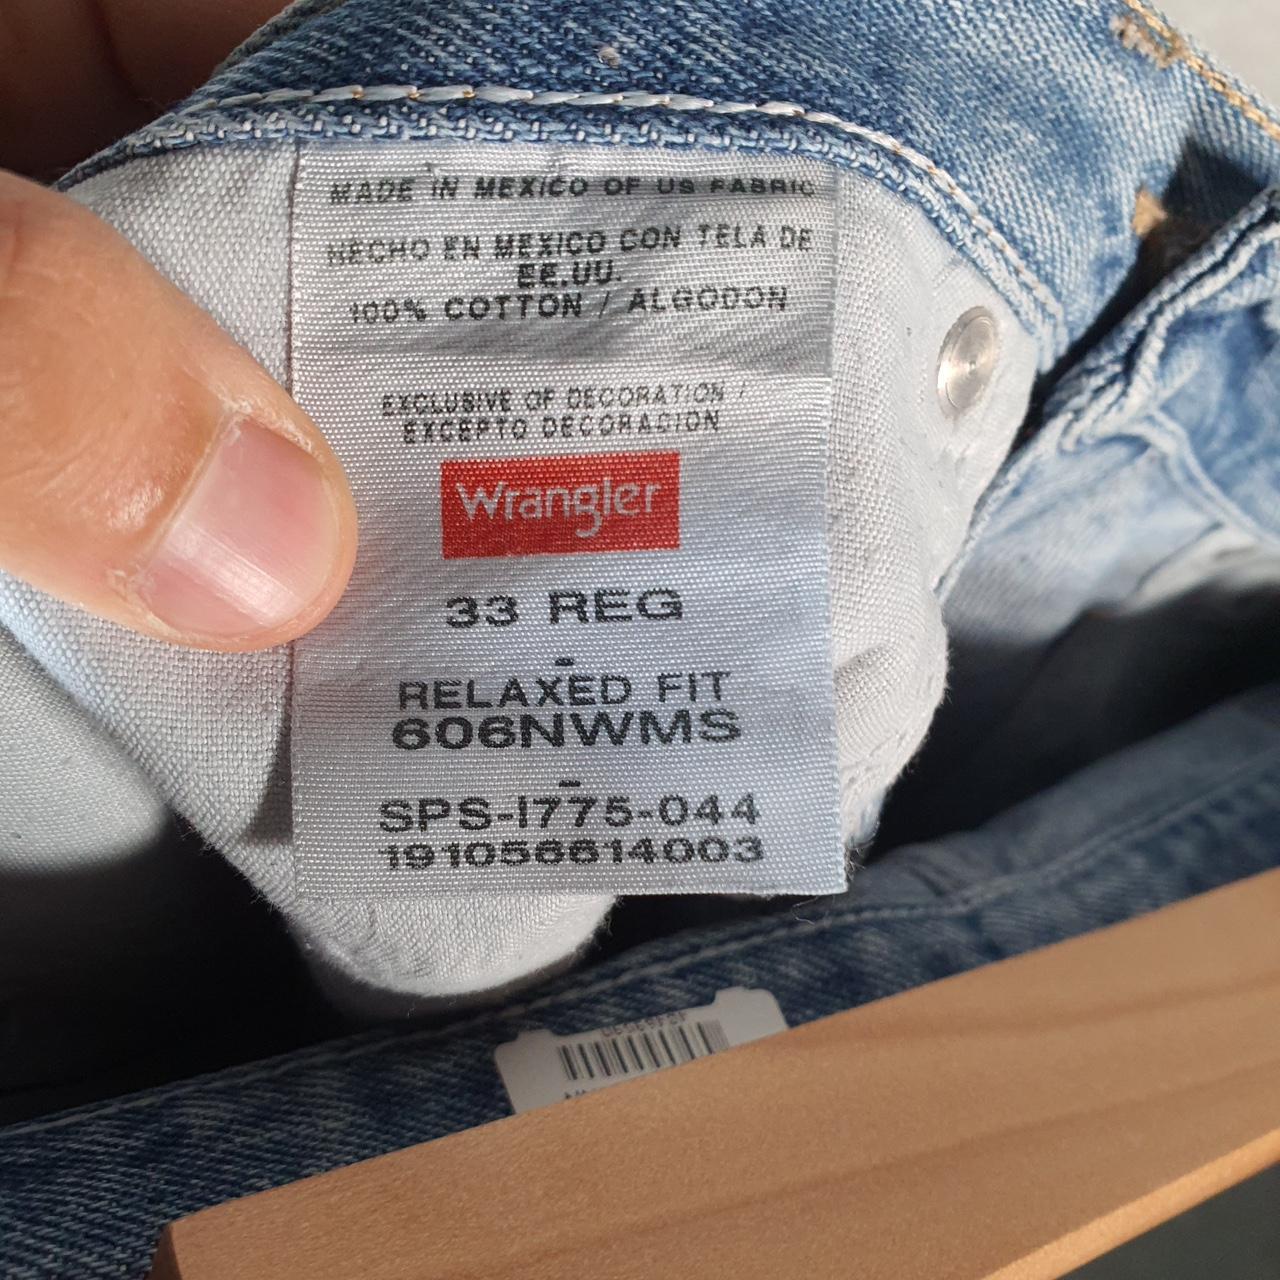 MADE IN MEXICO OF US FABRIC
HECHO EN MEXICO CON TELA DE
EE.UU.
100% COTTON / ALGODON
EXCLUSIVE OF DECORATION /
EXCEPTO DECORACION
Wrangler
33 REG
-
RELAXED FIT
606NWMS
-
SPS-I775-044
191056614003